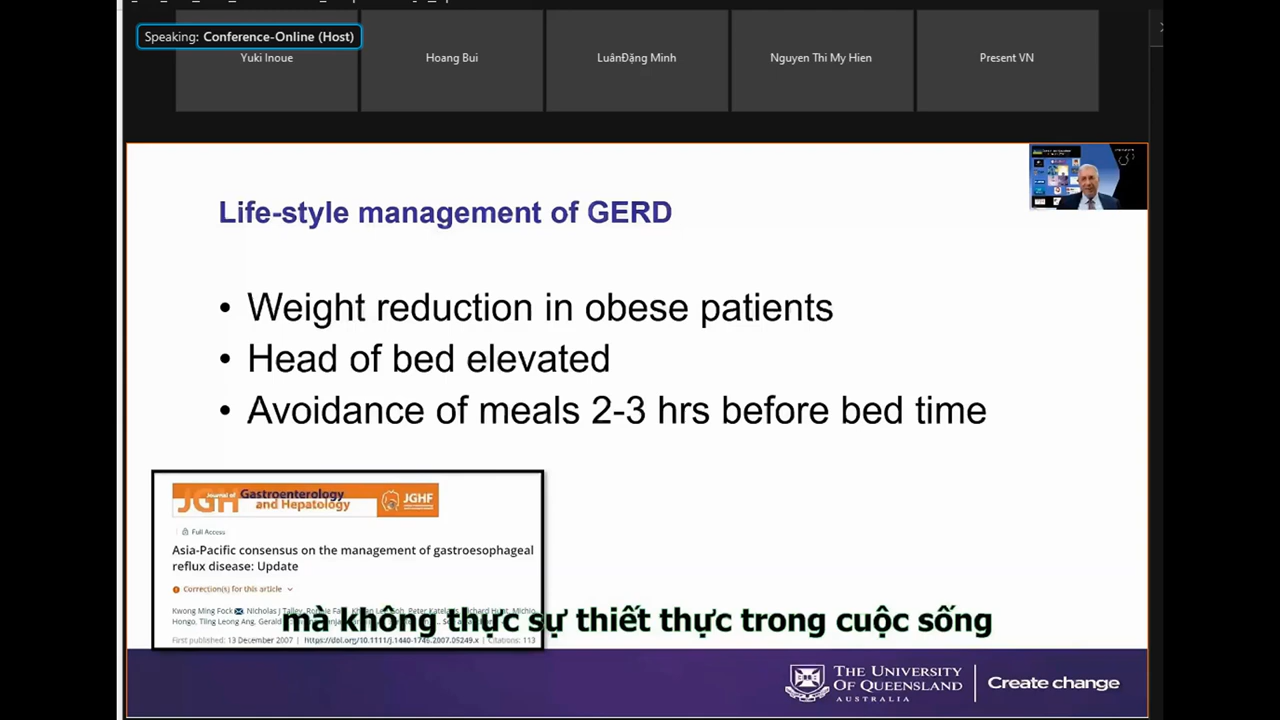 Speaking: Conference-Online (Host)
Yuki Inoue
Hoang Bui
LuânĐặng Minh
Nguyen Thi My Hien
Present VN
Life-style management of GERD
• Weight reduction in obese patients
• Head of bed elevated
• Avoidance of meals 2-3 hrs before bed time
JGH Journal of Gastroenterology and Hepatology JGHF
Full Access
Asia-Pacific consensus on the management of gastroesophageal
reflux disease: Update
Correction(s) for this article
Kwong Ming Fock, Nicholas J Talley, Peter Hunt, Michio
Hongo, Tiing Leong Ang, Gerald
mà không thực sự thiết thực trong cuộc sống
First published: 13 December 2007 | https://doi.org/10.1111/j.1440-1746.2007.05249.x | Citations: 113
THE UNIVERSITY
OF QUEENSLAND
AUSTRALIA
Create change